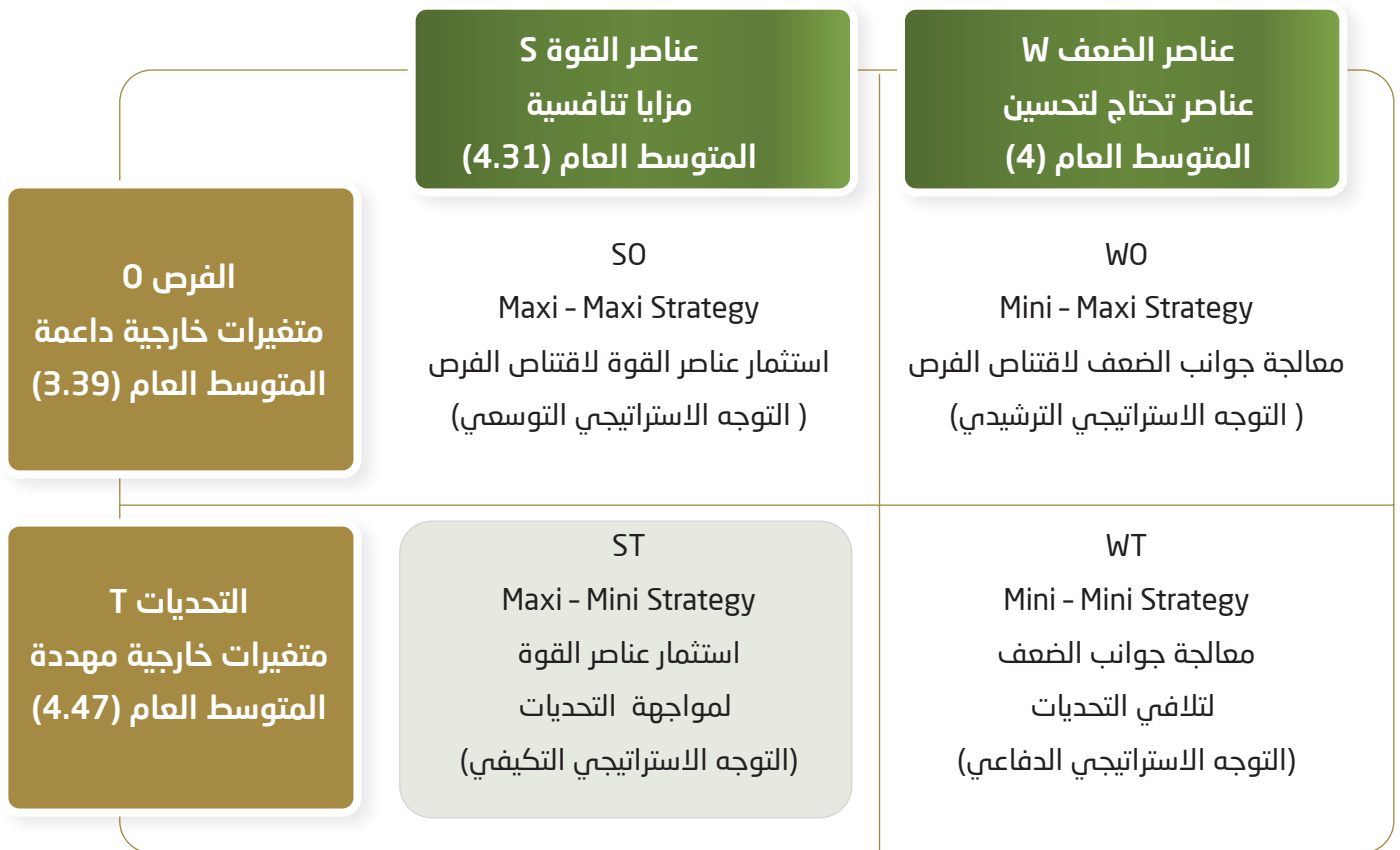 عناصر القوة S
مزايا تنافسية
المتوسط العام (4.31)
عناصر الضعف W
عناصر تحتاج لتحسين
المتوسط العام (4)
الفرص O
متغيرات خارجية داعمة
المتوسط العام (3.39)
SO
Maxi – Maxi Strategy
استثمار عناصر القوة لاقتناص الفرص
( التوجه الاستراتيجي التوسعي)
WO
Mini – Maxi Strategy
معالجة جوانب الضعف لاقتناص الفرص
( التوجه الاستراتيجي الترشيدي)
التحديات T
متغيرات خارجية مهددة
المتوسط العام (4.47)
ST
Maxi – Mini Strategy
استثمار عناصر القوة
لمواجهة التحديات
(التوجه الاستراتيجي التكيفي)
WT
Mini – Mini Strategy
معالجة جوانب الضعف
لتلافي التحديات
(التوجه الاستراتيجي الدفاعي)